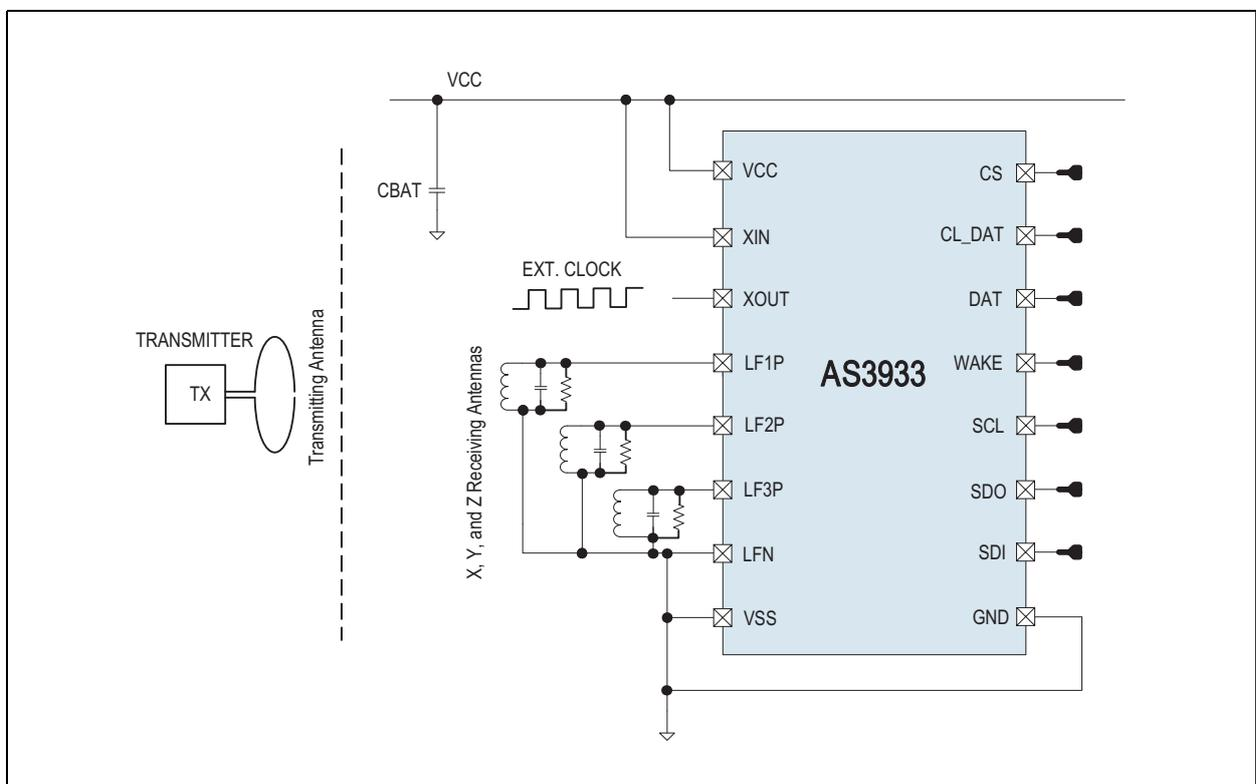 VCC
CBAT
EXT. CLOCK
TRANSMITTER
TX
Transmitting Antenna
X, Y, and Z Receiving Antennas
VCC
XIN
XOUT
LF1P
LF2P
LF3P
LFN
VSS
AS3933
CS
CL_DAT
DAT
WAKE
SCL
SDO
SDI
GND